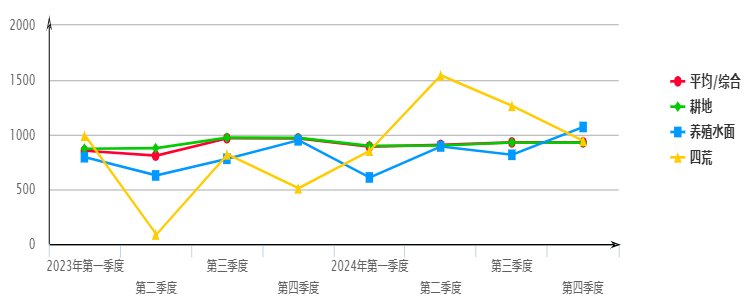 2000
1500
1000
500
0
2023年第一季度
第二季度
第三季度
第四季度
2024年第一季度
第二季度
第三季度
第四季度
平均/综合
耕地
养殖水面
四荒